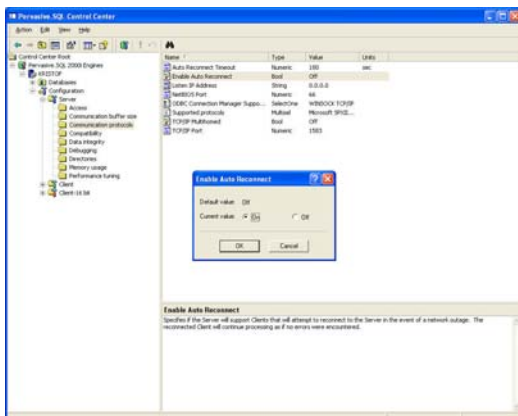 Pervasive.SQL Control Center
Action Edit View Help
Control Center Root
Pervasive.SQL 2000i Engines
KRISTOF
Databases
Configuration
Server
Access
Communication buffer size
Communication protocols
Compatibility
Data integrity
Debugging
Directories
Memory usage
Performance tuning
Client
Client-16 bit
Name Type Value Units
Auto Reconnect Timeout Numeric 180 sec
Enable Auto Reconnect Bool Off
Listen IP Address String 0.0.0.0
NetBIOS Port Numeric 66
ODBC Connection Manager Suppo... SelectOne WINSOCK TCP/IP
Supported protocols Multisel Microsoft SPXII...
TCP/IP Multihomed Bool Off
TCP/IP Port Numeric 1583
Enable Auto Reconnect
Default value: Off
Current value: On Off
OK Cancel
Enable Auto Reconnect
Specifies if the Server will support Clients that will attempt to reconnect to the Server in the event of a network outage. The
reconnected Client will continue processing as if no errors were encountered.